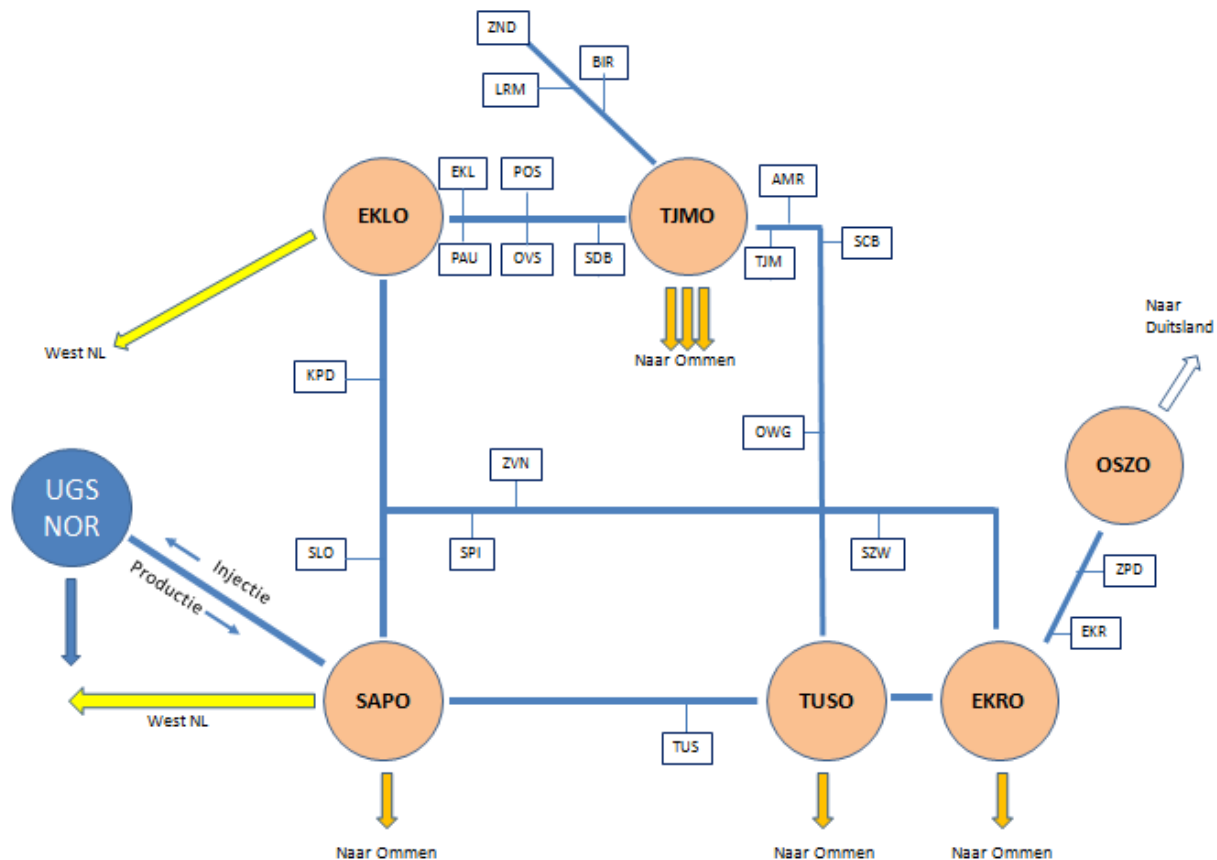 ZND
BIR
LRM
EKL
POS
AMR
EKLO
TJMO
SCB
PAU
OVS
SDB
TJM
Naar
Duitsland
West NL
Naar Ommen
KPD
OWG
ZVN
OSZO
UGS
NOR
SLO
SPI
SZW
ZPD
Injectie
Productie
EKR
SAPO
TUSO
EKRO
West NL
TUS
Naar Ommen
Naar Ommen
Naar Ommen